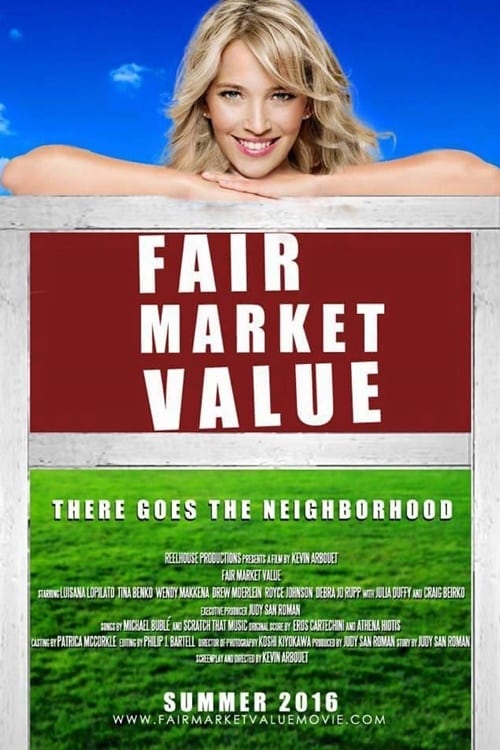 FAIR
MARKET
VALUE
THERE GOES THE NEIGHBORHOOD
REELHOUSE PRODUCTIONS PRESENTS A FILM BY KEVIN ARBOUET
FAIR MARKET VALUE
STARRING LUISANA LOPILATO TINA BENKO WENDY MAKKENA DREW MOERLEIN ROYCE JOHNSON DEBRA JO RUPP WITH JULIA DUFFY AND CRAIG BEIRKO
EXECUTIVE PRODUCER JUDY SAN ROMAN
SONGS BY MICHAEL BUBLÉ AND SCRATCH THAT MUSIC ORIGINAL SCORE BY EROS CARTECHINI AND ATHENA HIOTIS
CASTING BY PATRICA MCCORKLE EDITING BY PHILIP J. BARTELL DIRECTOR OF PHOTOGRAPHY KOSHI KIYOKAWA PRODUCED BY JUDY SAN ROMAN STORY BY JUDY SAN ROMAN
SCREENPLAY AND DIRECTED BY KEVIN ARBOUET
SUMMER 2016
WWW.FAIRMARKETVALUEMOVIE.COM